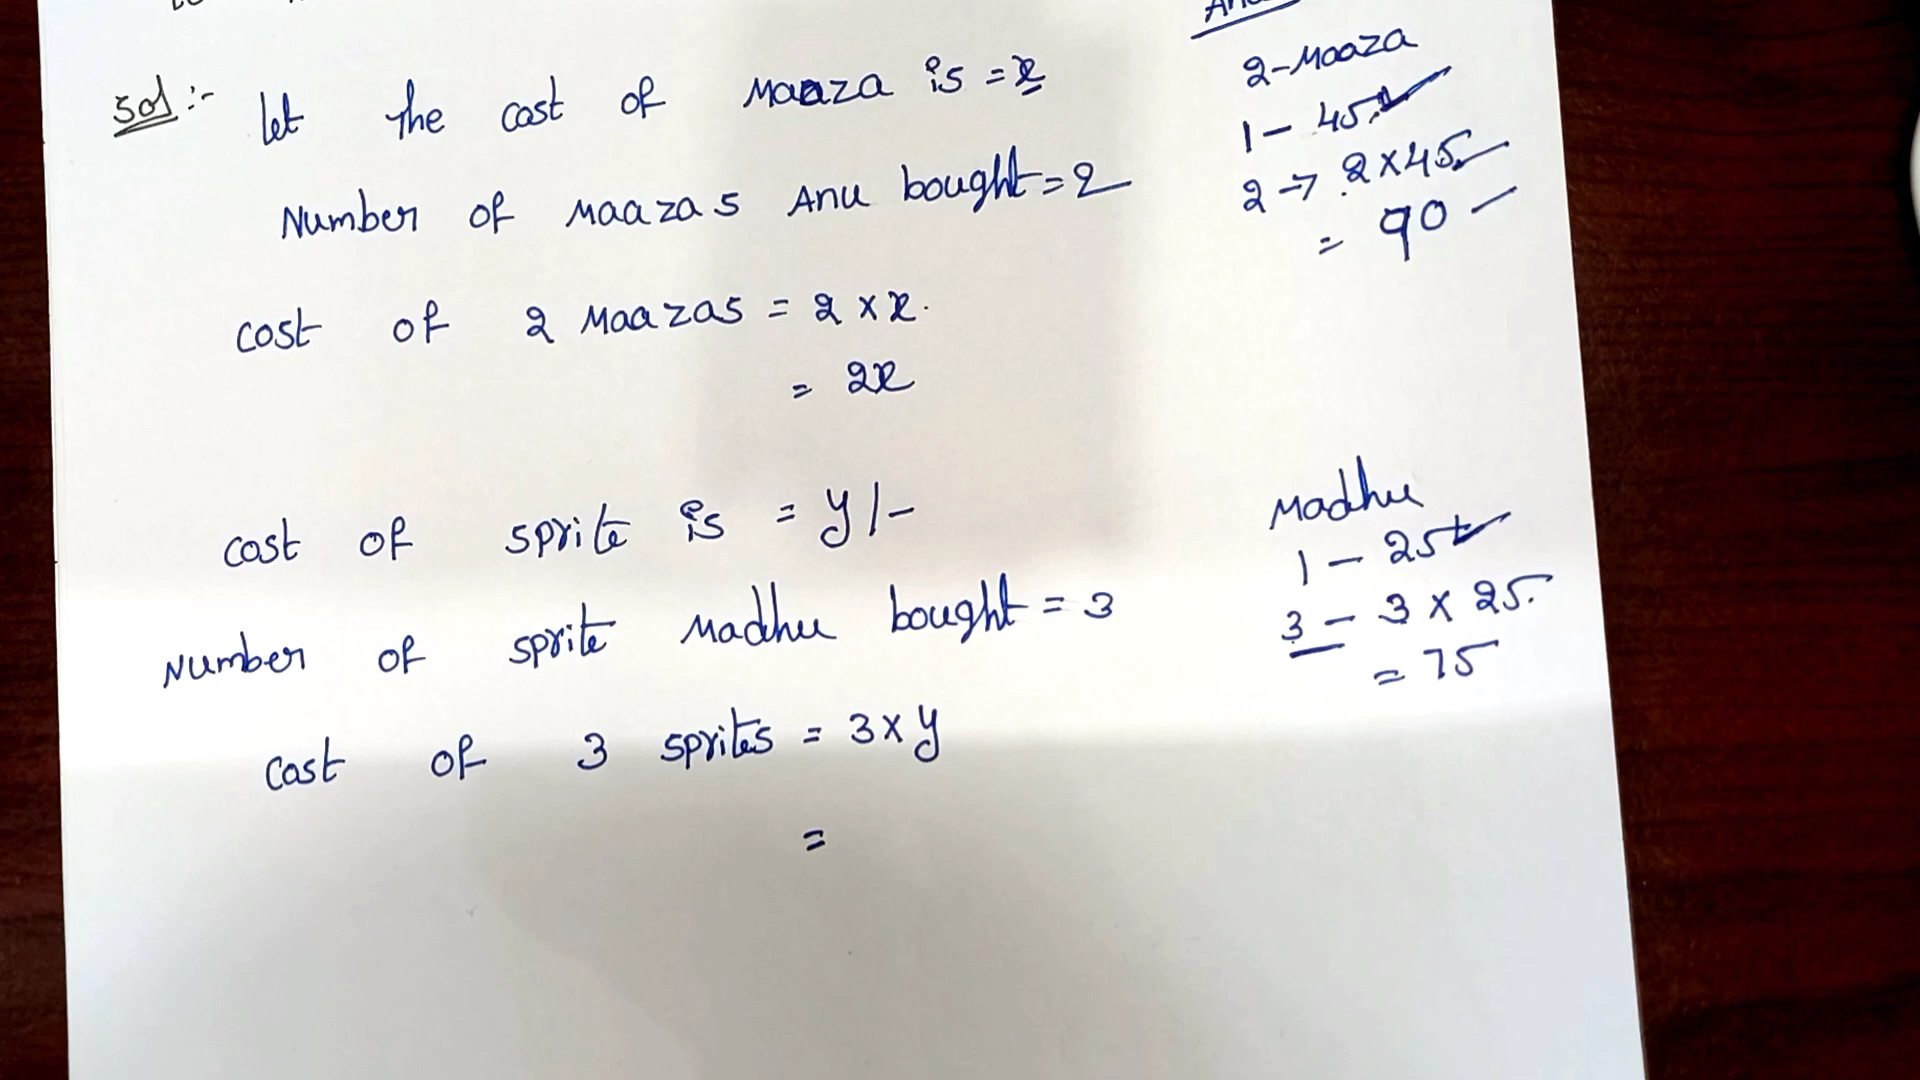 Sol :-
Let the cost of Maaza is = x
Number of Maazas Anu bought = 2
cost of 2 Maazas = 2 x x.
= 2x
cost of sprite is = y/-
Number of sprite Madhu bought = 3
cost of 3 sprites = 3 x y
=
2-Maaza
1 - 45
2 → 2 x 45
= 90
Madhu
1 - 25
3 - 3 x 25.
= 75